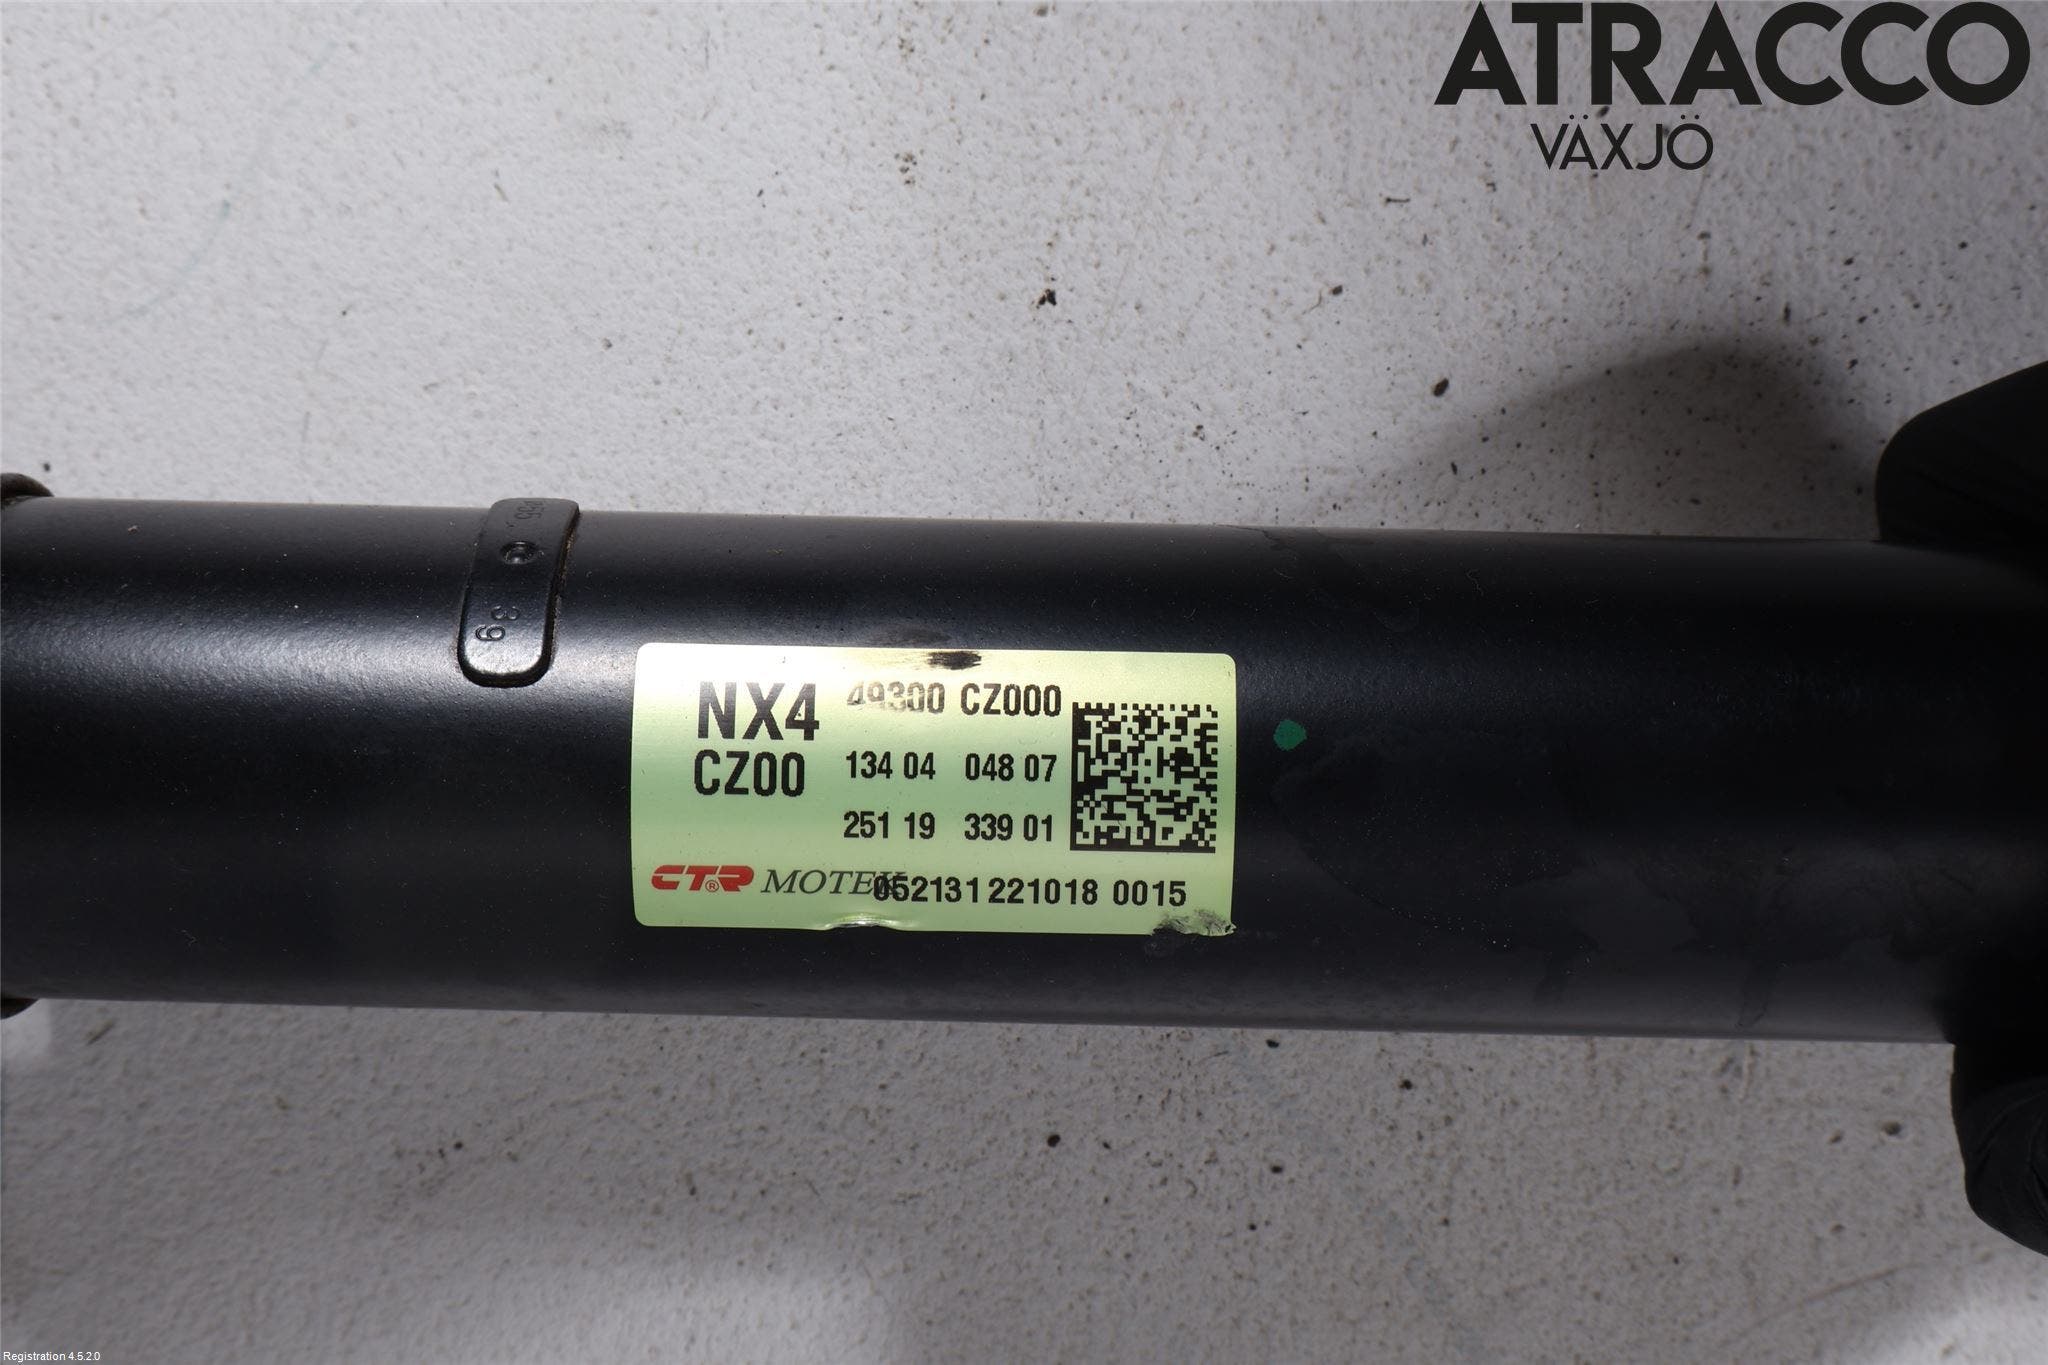 ATRACCO
VÄXJÖ
3g
NX4 49300 CZ000
CZ00 134 04 048 07
251 19 339 01
CTR® MOTEK 052131 221018 0015
Registration 4.5.2.0